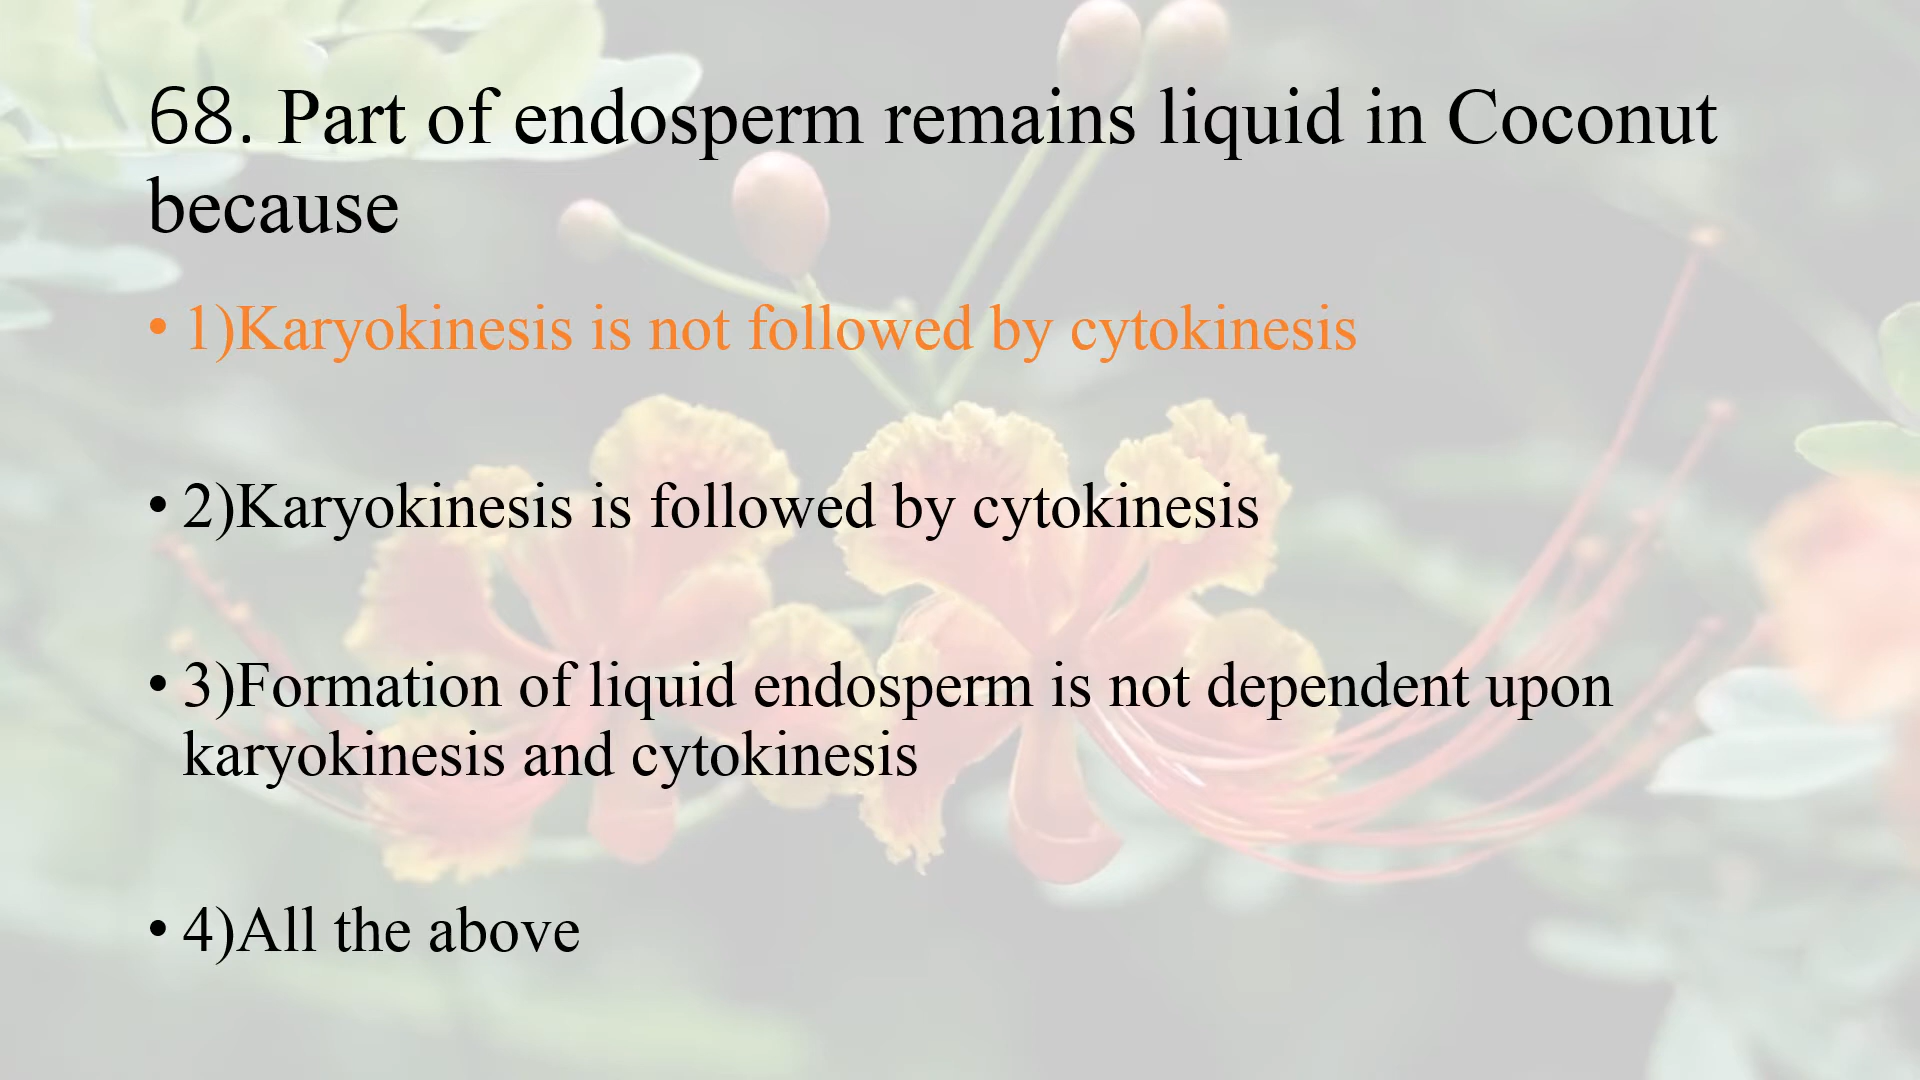 68. Part of endosperm remains liquid in Coconut
because
• 1)Karyokinesis is not followed by cytokinesis
• 2)Karyokinesis is followed by cytokinesis
• 3)Formation of liquid endosperm is not dependent upon
karyokinesis and cytokinesis
• 4)All the above